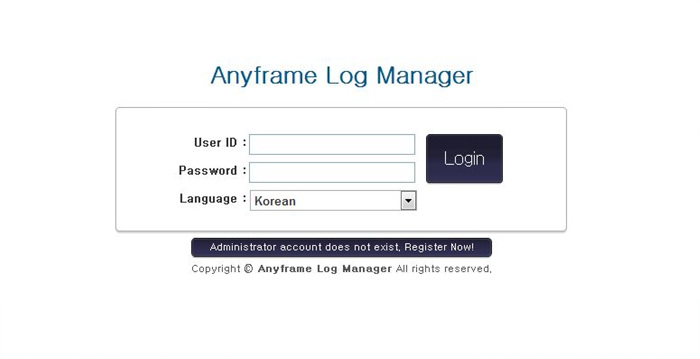 Anyframe Log Manager
User ID :
Login
Password :
Language : Korean
Administrator account does not exist, Register Now!
Copyright © Anyframe Log Manager All rights reserved.